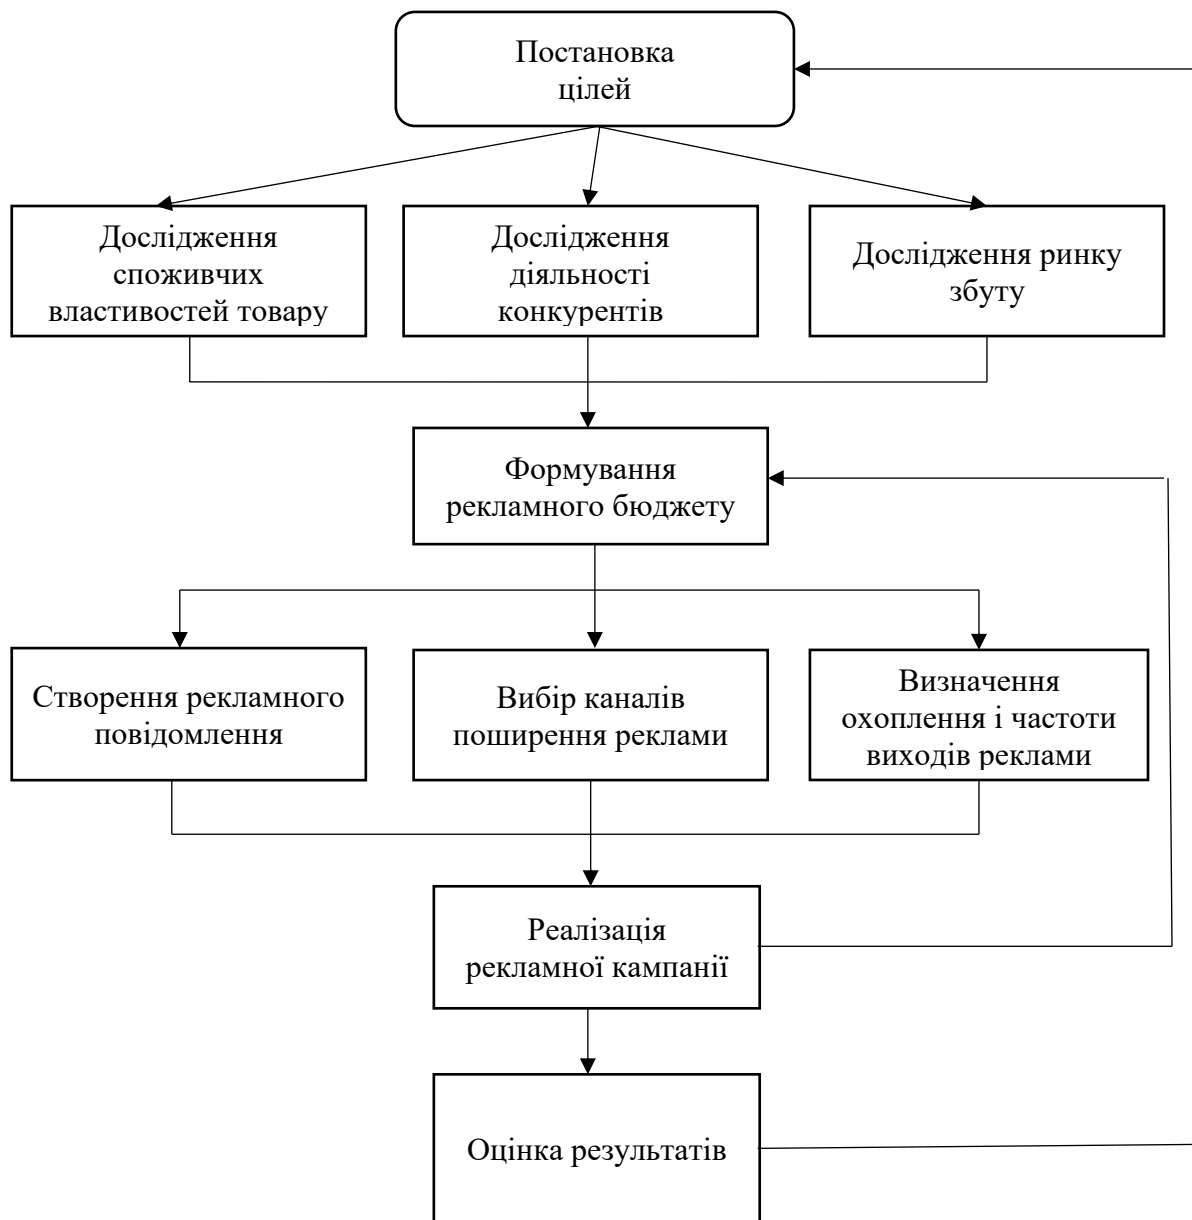 Постановка
цілей
Дослідження
споживчих
властивостей товару
Дослідження
діяльності
конкурентів
Дослідження ринку
збуту
Формування
рекламного бюджету
Створення рекламного
повідомлення
Вибір каналів
поширення реклами
Визначення
охоплення і частоти
виходів реклами
Реалізація
рекламної кампанії
Оцінка результатів